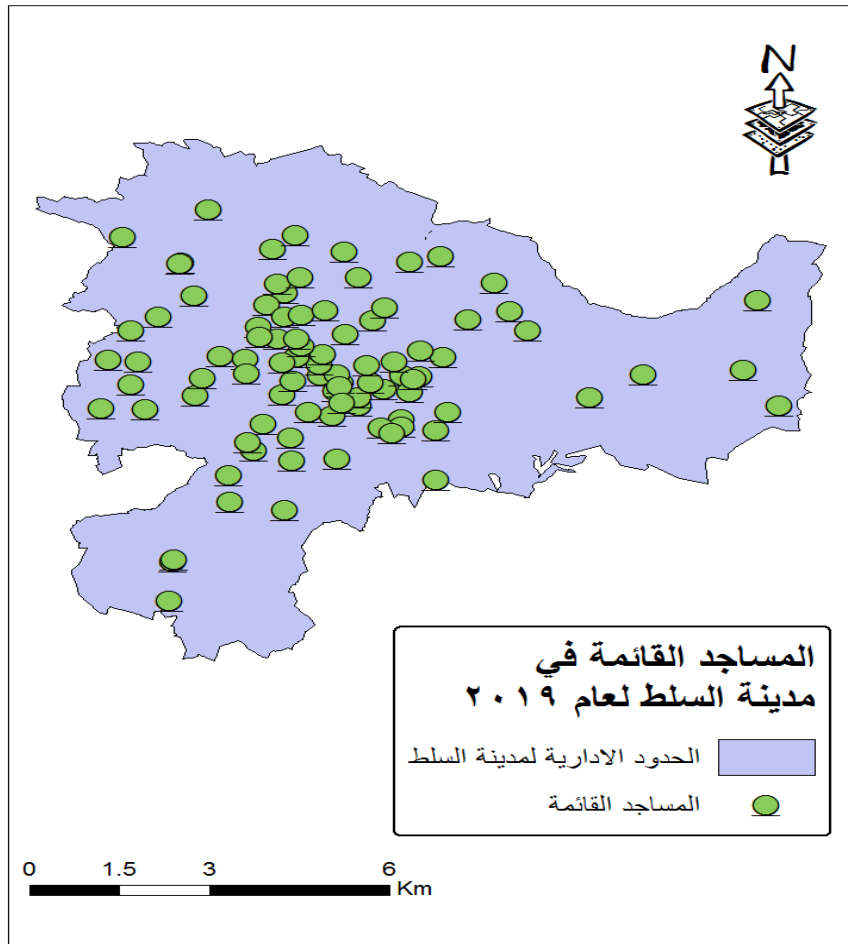 N
المساجد القائمة في
مدينة السلط لعام ٢٠١٩
الحدود الادارية لمدينة السلط
المساجد القائمة
0 1.5 3 6
Km